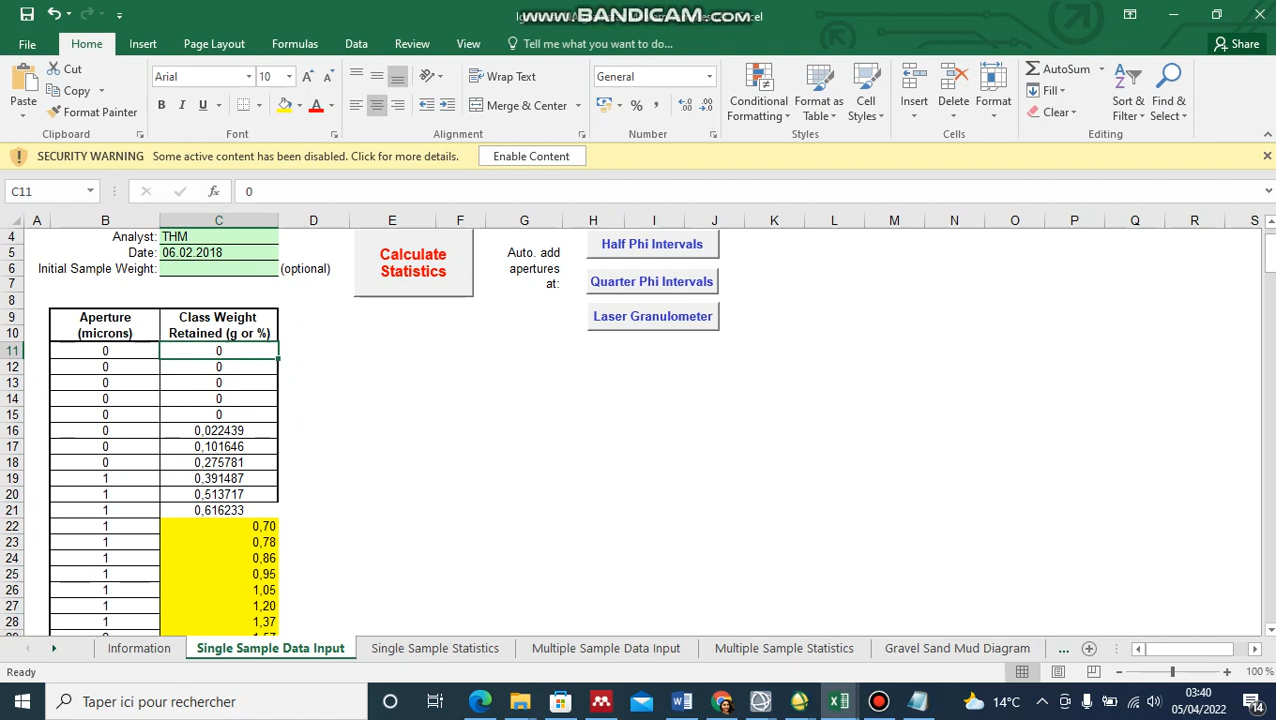 www.BANDICAM.com
File Home Insert Page Layout Formulas Data Review View Tell me what you want to do... Share
Cut
Copy
Format Painter
Paste
Clipboard
Arial 10
B I U
Font
Wrap Text
Merge & Center
Alignment
General
%
Number
Conditional Formatting
Format as Table
Cell Styles
Styles
Insert Delete Format
Cells
AutoSum
Fill
Clear
Sort & Filter
Find & Select
Editing
SECURITY WARNING Some active content has been disabled. Click for more details. Enable Content
C11 fx 0
A B C D E F G H I J K L M N O P Q R S
4 Analyst: THM
5 Date: 06.02.2018
6 Initial Sample Weight: (optional)
7
Calculate Statistics
Auto. add apertures at:
Half Phi Intervals
Quarter Phi Intervals
Laser Granulometer
8
9 Aperture Class Weight
10 (microns) Retained (g or %)
11 0 0
12 0 0
13 0 0
14 0 0
15 0 0
16 0 0,022439
17 0 0,101646
18 0 0,275781
19 1 0,391487
20 1 0,513717
21 1 0,616233
22 1 0,70
23 1 0,78
24 1 0,86
25 1 0,95
26 1 1,05
27 1 1,20
28 1 1,37
Information Single Sample Data Input Single Sample Statistics Multiple Sample Data Input Multiple Sample Statistics Gravel Sand Mud Diagram ...
Ready 100 %
Taper ici pour rechercher
14°C
03:40
05/04/2022
14